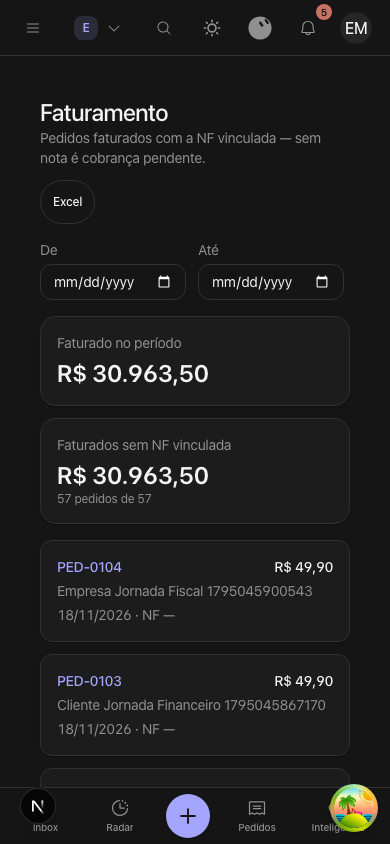 E
5
EM
Faturamento
Pedidos faturados com a NF vinculada — sem
nota é cobrança pendente.
Excel
De
Até
mm/dd/yyyy
mm/dd/yyyy
Faturado no período
R$ 30.963,50
Faturados sem NF vinculada
R$ 30.963,50
57 pedidos de 57
PED-0104
R$ 49,90
Empresa Jornada Fiscal 1795045900543
18/11/2026 · NF —
PED-0103
R$ 49,90
Cliente Jornada Financeiro 1795045867170
18/11/2026 · NF —
N
Inbox
Radar
Pedidos